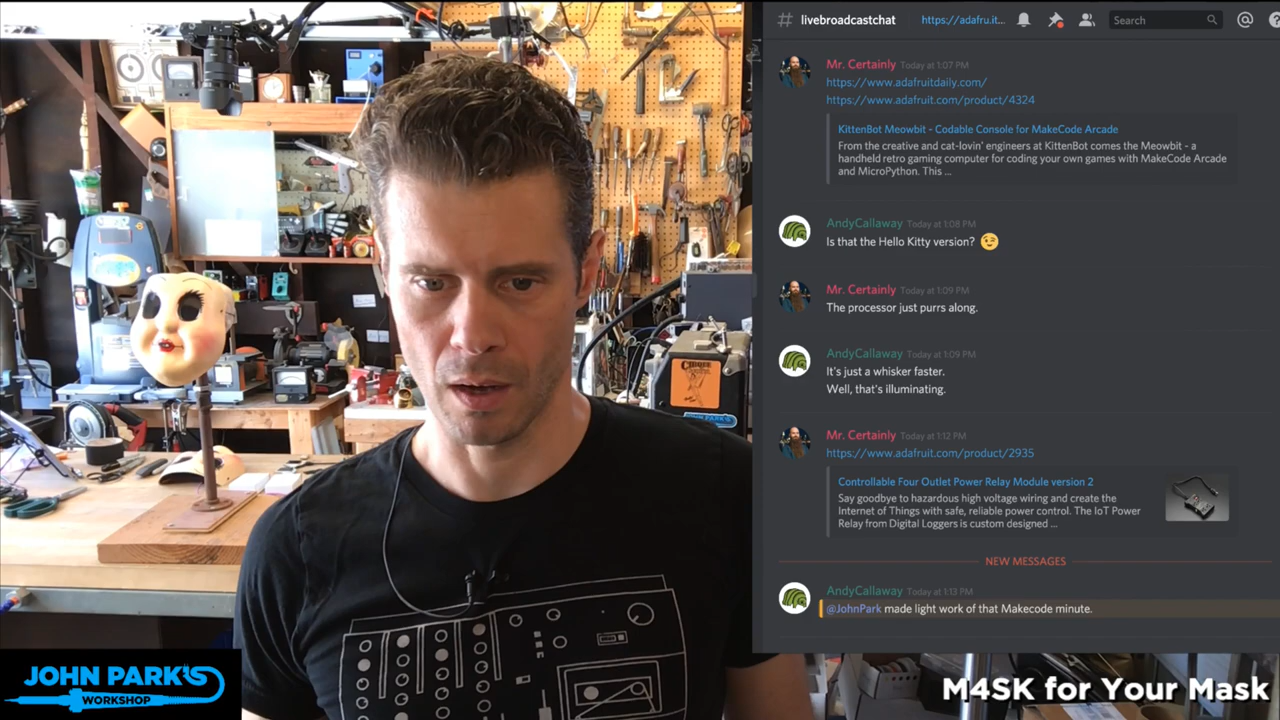 # livebroadcastchat
https://adafru.it...
Search
Mr. Certainly Today at 1:07 PM
https://www.adafruitdaily.com/
https://www.adafruit.com/product/4324
KittenBot Meowbit - Codable Console for MakeCode Arcade
From the creative and cat-lovin' engineers at KittenBot comes the Meowbit - a
handheld retro gaming computer for coding your own games with MakeCode Arcade
and MicroPython. This ...
AndyCallaway Today at 1:08 PM
Is that the Hello Kitty version? 😉
Mr. Certainly Today at 1:09 PM
The processor just purrs along.
AndyCallaway Today at 1:09 PM
It's just a whisker faster.
Well, that's illuminating.
Mr. Certainly Today at 1:12 PM
https://www.adafruit.com/product/2935
Controllable Four Outlet Power Relay Module version 2
Say goodbye to hazardous high voltage wiring and create the
Internet of Things with safe, reliable power control. The IoT Power
Relay from Digital Loggers is custom designed ...
NEW MESSAGES
AndyCallaway Today at 1:13 PM
@JohnPark made light work of that Makecode minute.
JOHN PARK'S
JOHN PARK'S
WORKSHOP
M4SK for Your Mask